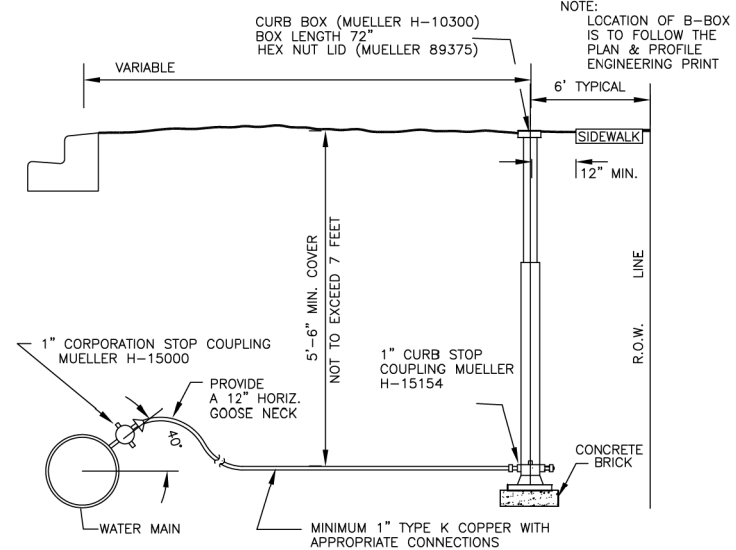 NOTE:
LOCATION OF B-BOX
IS TO FOLLOW THE
PLAN & PROFILE
ENGINEERING PRINT
CURB BOX (MUELLER H-10300)
BOX LENGTH 72"
HEX NUT LID (MUELLER 89375)
VARIABLE
6' TYPICAL
SIDEWALK
12" MIN.
5'-6" MIN. COVER
NOT TO EXCEED 7 FEET
R.O.W. LINE
1" CORPORATION STOP COUPLING
MUELLER H-15000
1" CURB STOP
COUPLING MUELLER
H-15154
PROVIDE
A 12" HORIZ.
GOOSE NECK
40°
CONCRETE
BRICK
WATER MAIN
MINIMUM 1" TYPE K COPPER WITH
APPROPRIATE CONNECTIONS